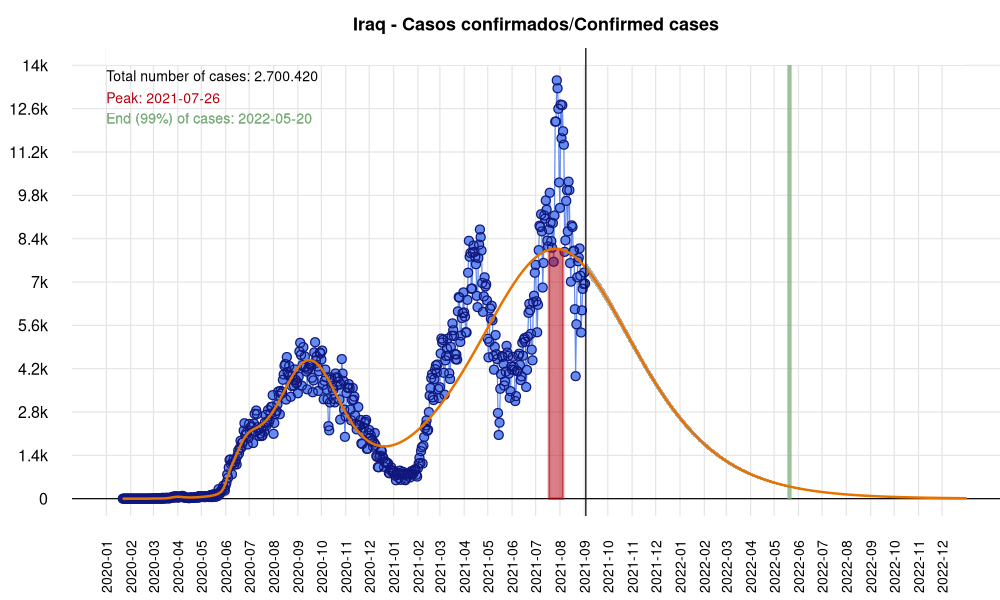 Iraq - Casos confirmados/Confirmed cases
Total number of cases: 2.700.420
Peak: 2021-07-26
End (99%) of cases: 2022-05-20
14k
12.6k
11.2k
9.8k
8.4k
7k
5.6k
4.2k
2.8k
1.4k
0
2020-01
2020-02
2020-03
2020-04
2020-05
2020-06
2020-07
2020-08
2020-09
2020-10
2020-11
2020-12
2021-01
2021-02
2021-03
2021-04
2021-05
2021-06
2021-07
2021-08
2021-09
2021-10
2021-11
2021-12
2022-01
2022-02
2022-03
2022-04
2022-05
2022-06
2022-07
2022-08
2022-09
2022-10
2022-11
2022-12